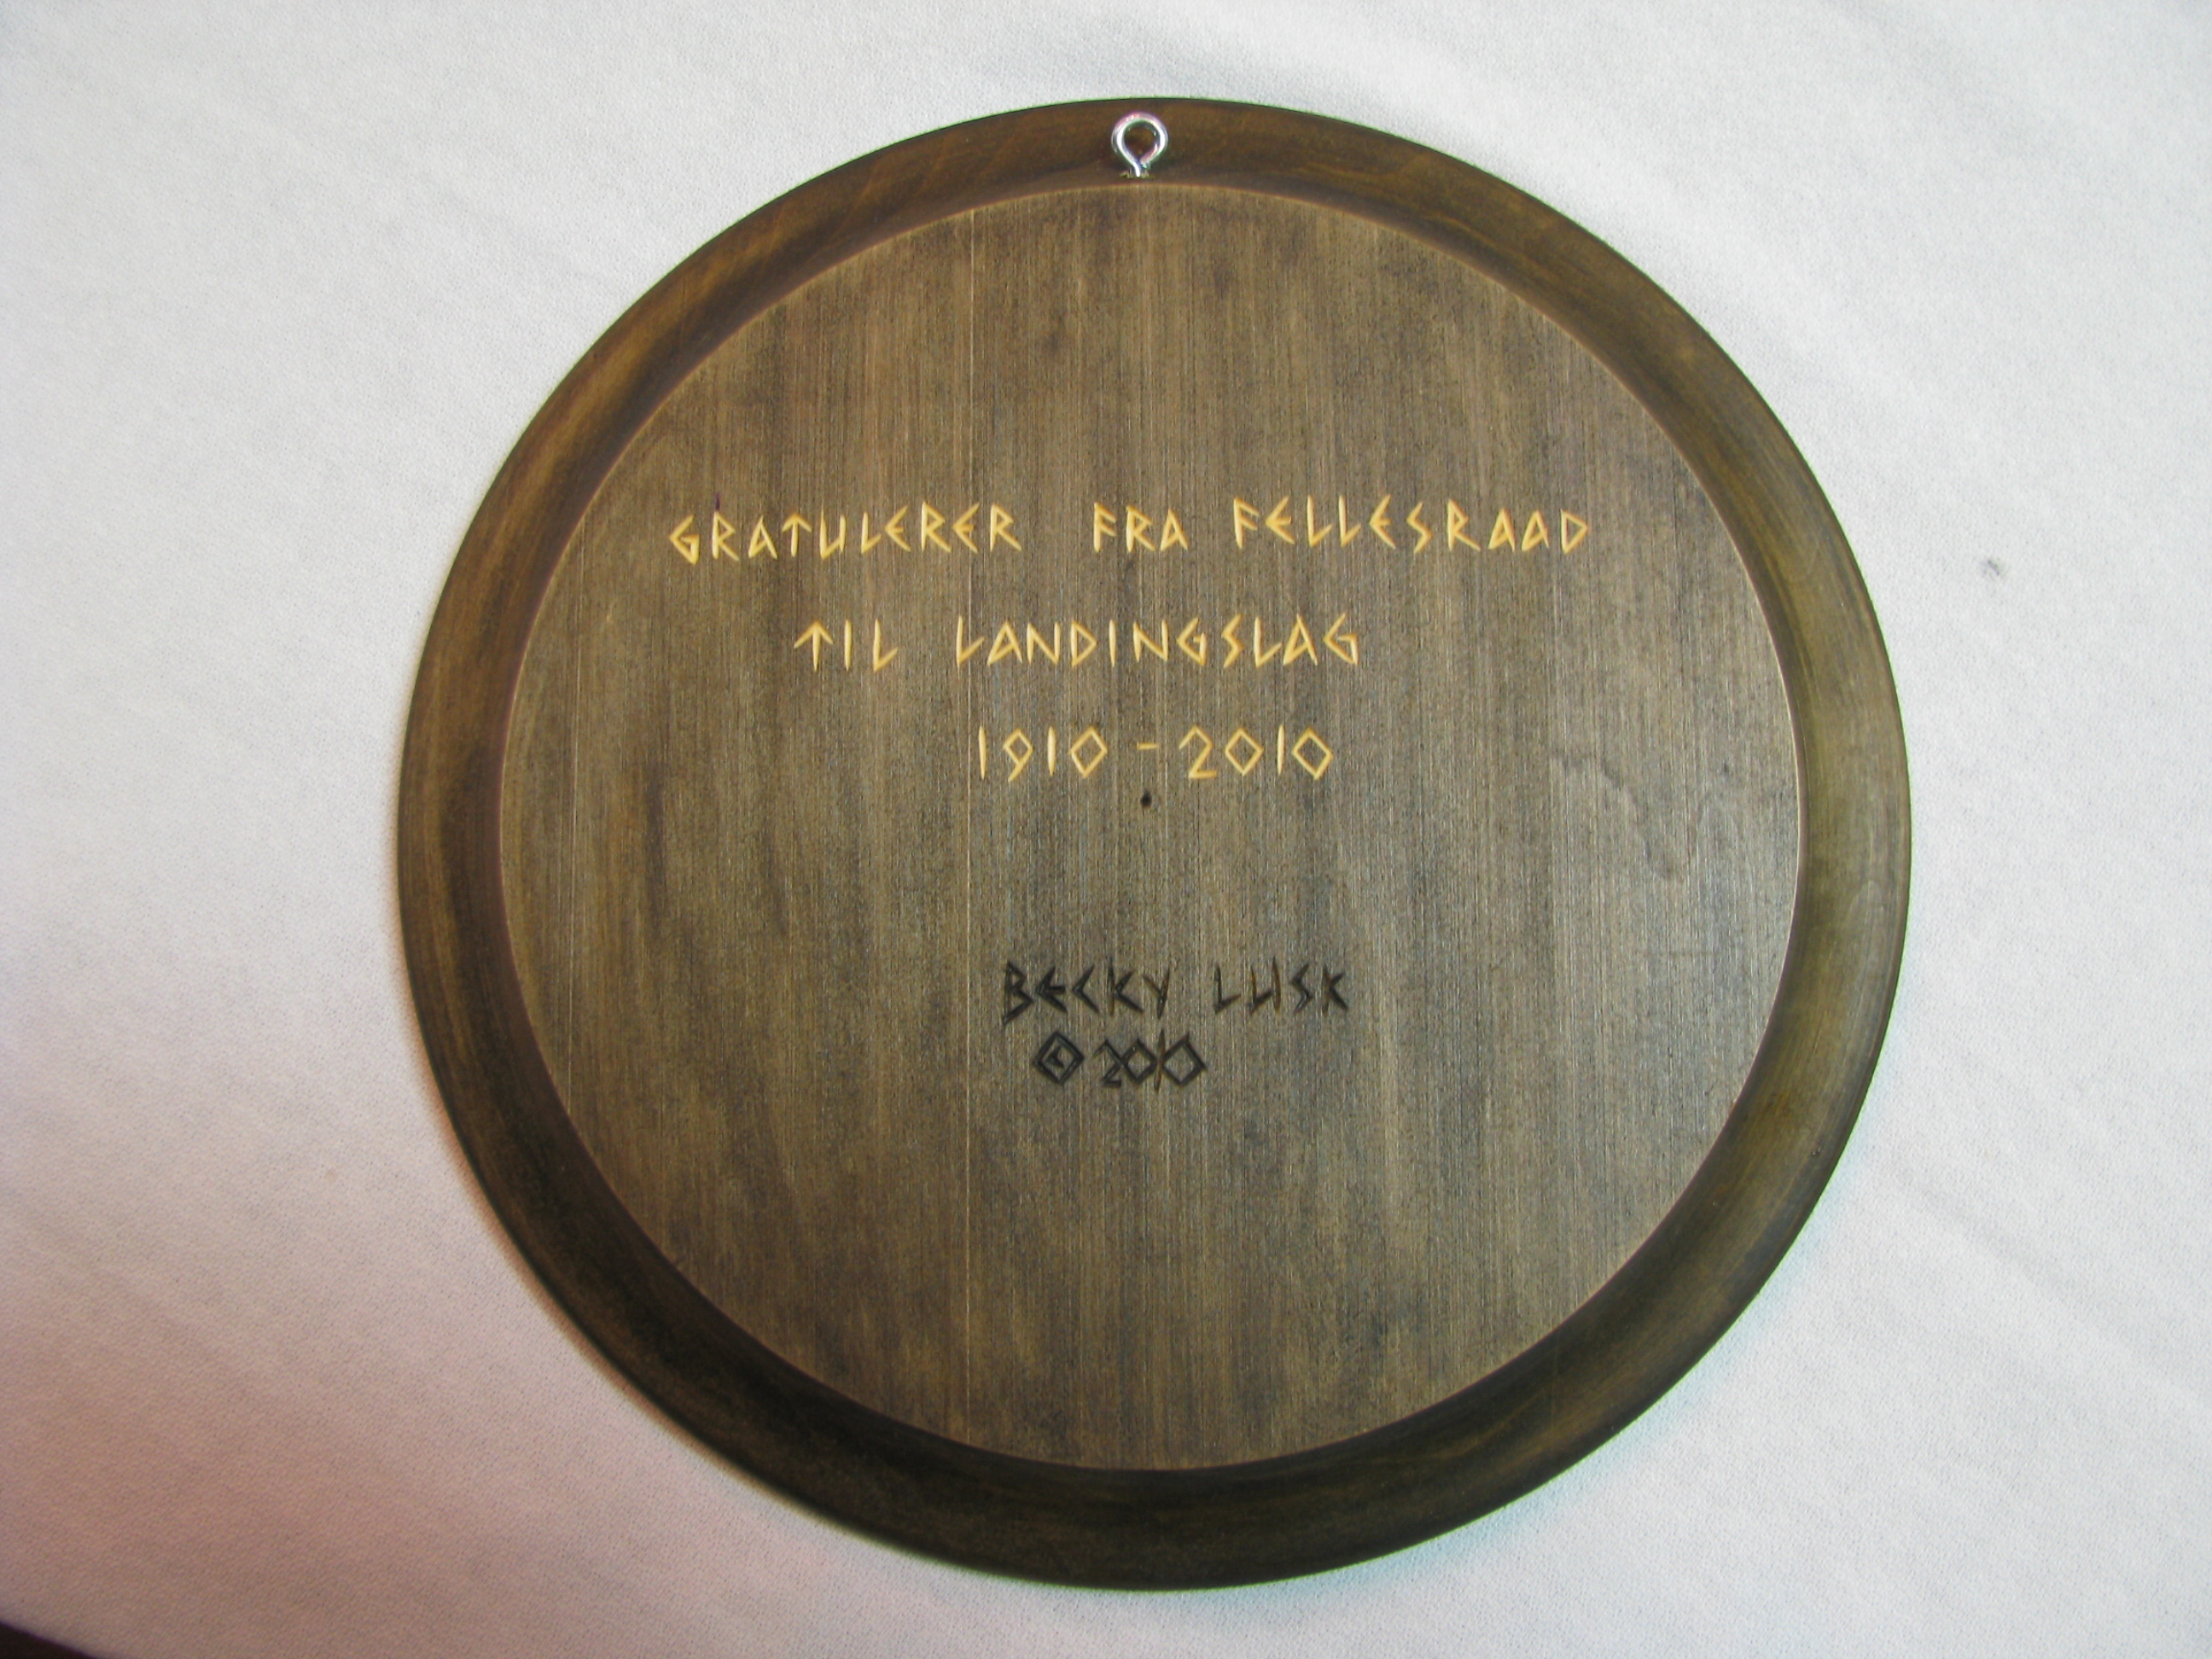 GRATULERER FRA FELLESRAAD
TIL LANDINGSLAG
1910-2010
BECKY LUSK
© 2010